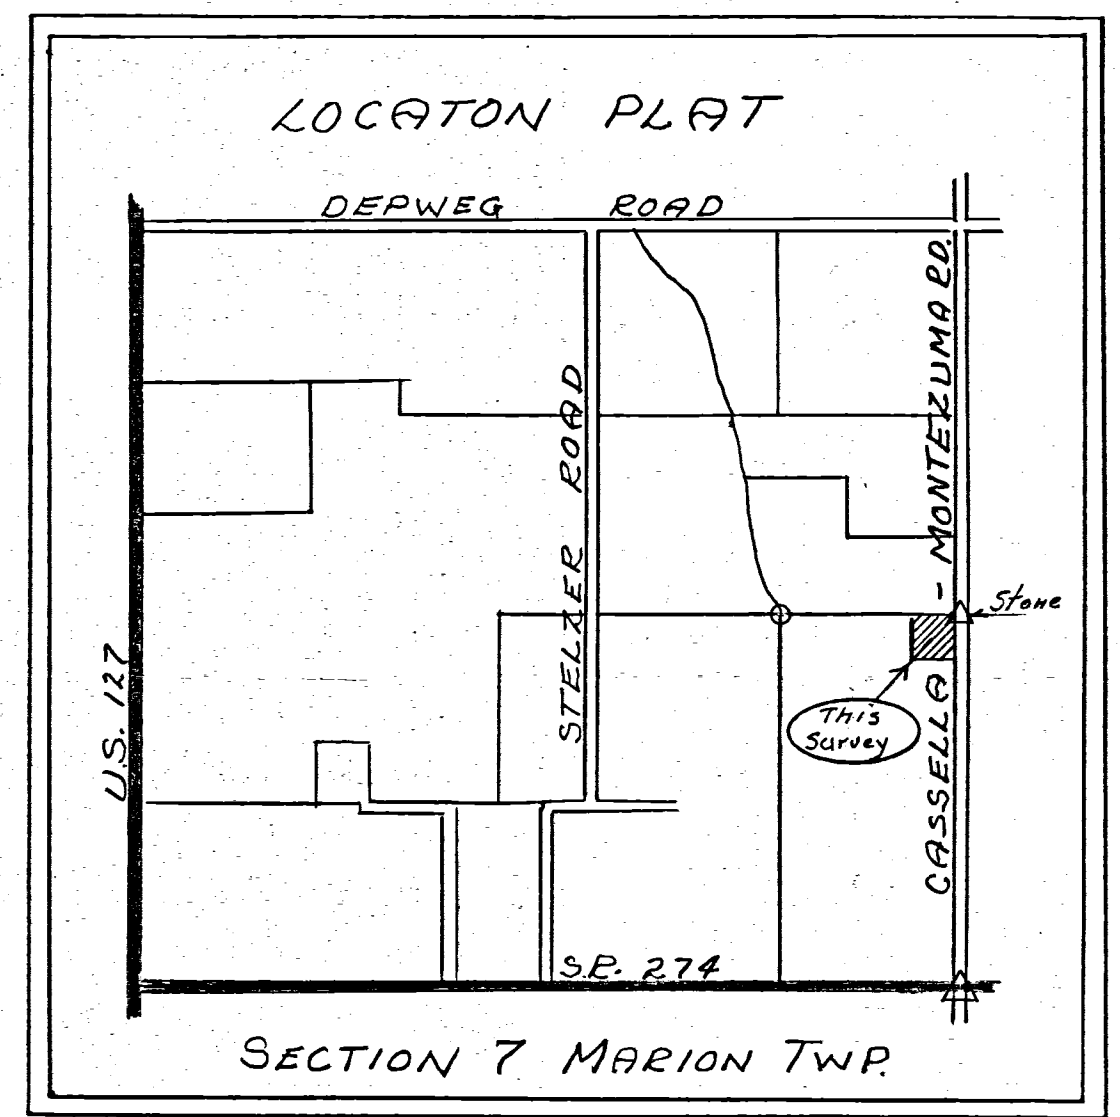 LOCATON PLAT
DEPWEG ROAD
CASSELLA - MONTEZUMA RD.
STELZER ROAD
Stone
U.S. 127
This
Survey
S.R. 274
SECTION 7 MARION TWP.